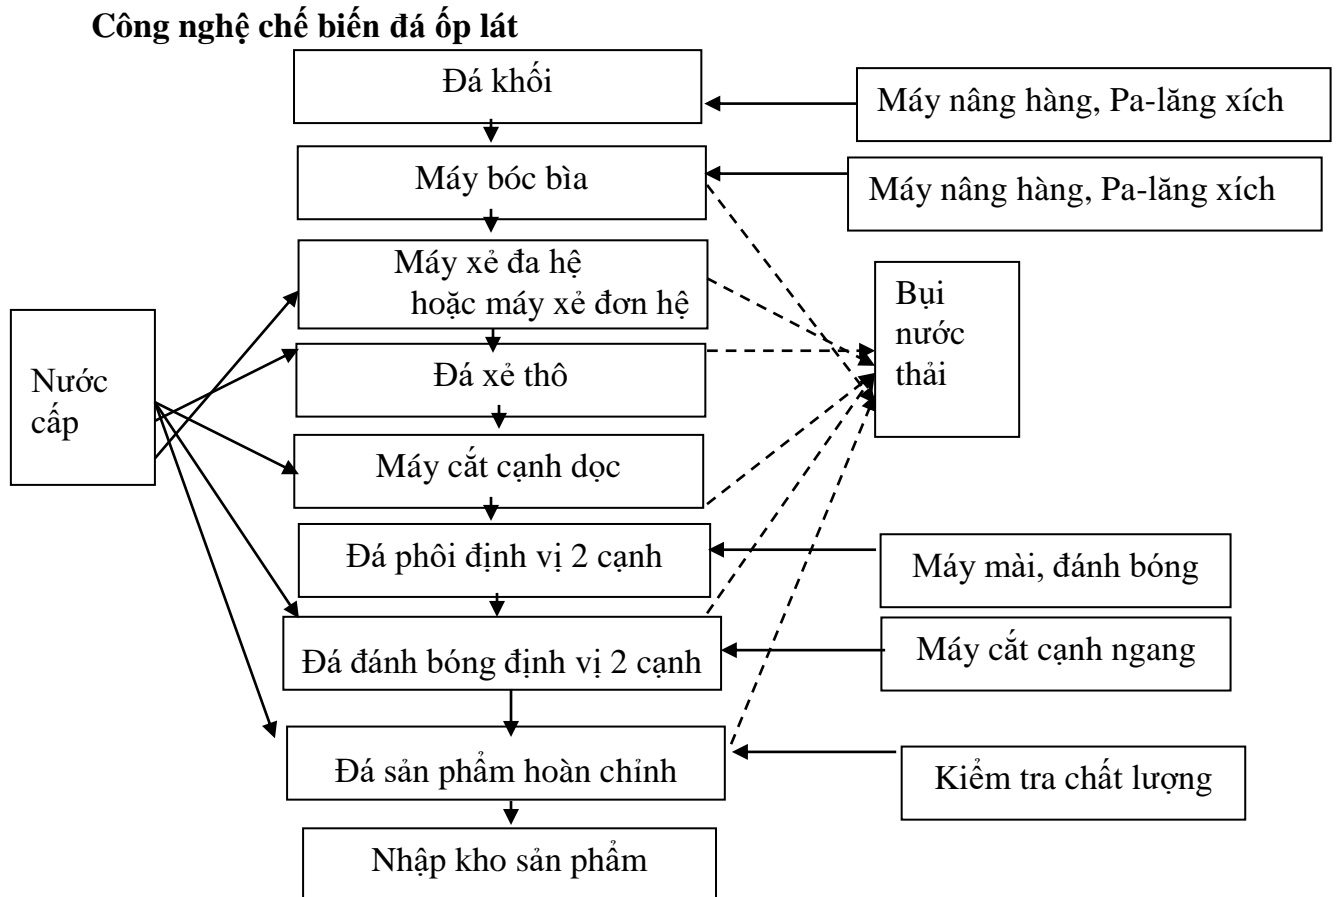 Công nghệ chế biến đá ốp lát
Đá khối
Máy nâng hàng, Pa-lăng xích
Máy bóc bìa
Máy nâng hàng, Pa-lăng xích
Máy xẻ đa hệ
hoặc máy xẻ đơn hệ
Bụi
nước
thải
Nước
cấp
Đá xẻ thô
Máy cắt cạnh dọc
Đá phôi định vị 2 cạnh
Máy mài, đánh bóng
Đá đánh bóng định vị 2 cạnh
Máy cắt cạnh ngang
Đá sản phẩm hoàn chỉnh
Kiểm tra chất lượng
Nhập kho sản phẩm